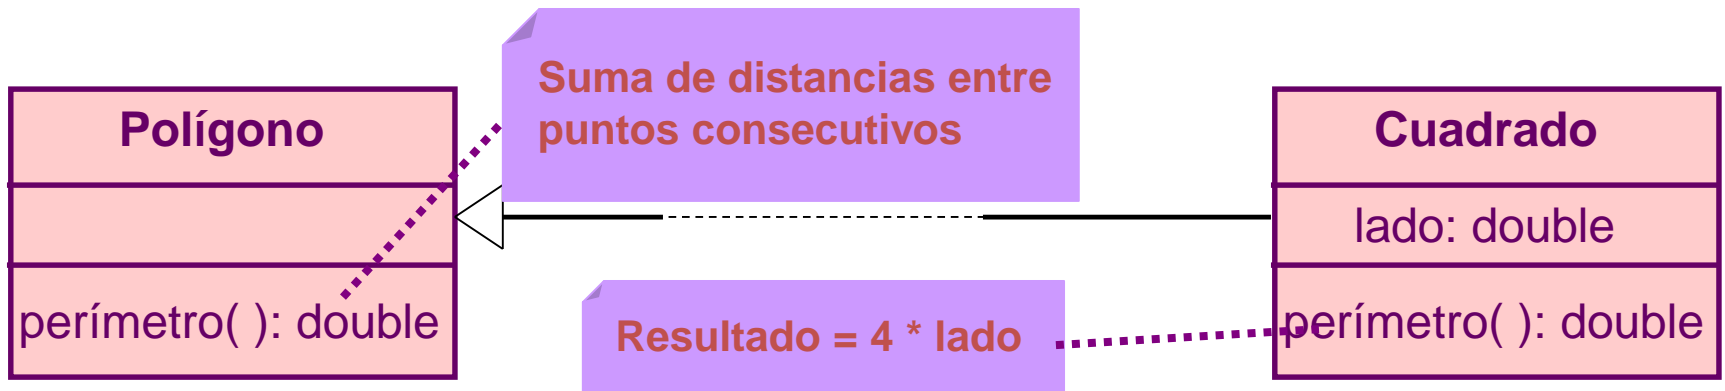 Polígono
perímetro( ): double
Suma de distancias entre
puntos consecutivos
Resultado = 4 * lado
Cuadrado
lado: double
perímetro( ): double